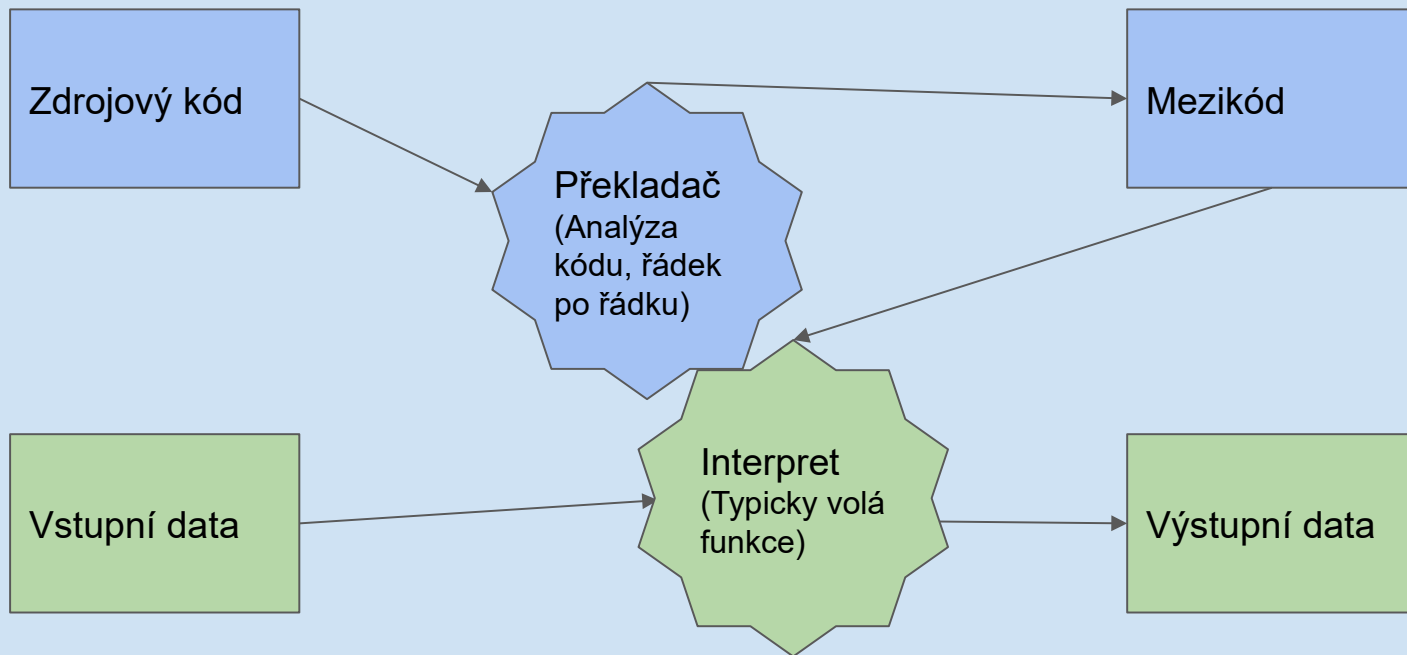 Zdrojový kód
Mezikód
Překladač
(Analýza
kódu, řádek
po řádku)
Interpret
(Typicky volá
funkce)
Vstupní data
Výstupní data